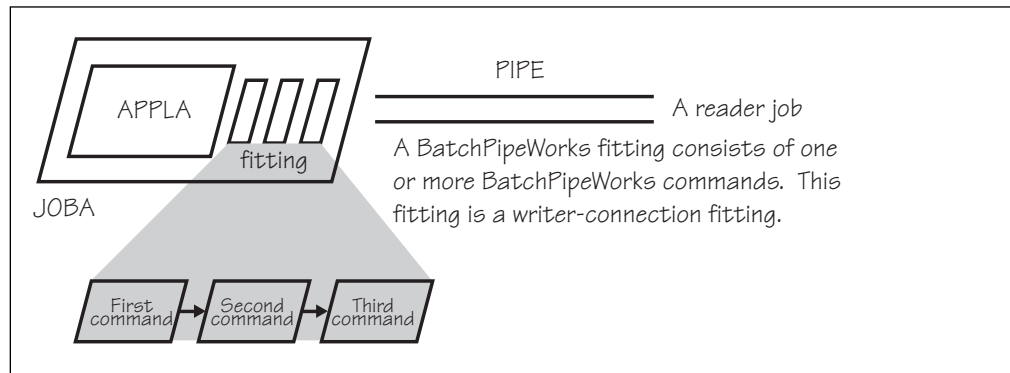 PIPE
APPLA
A reader job
fitting
A BatchPipeWorks fitting consists of one
or more BatchPipeWorks commands. This
fitting is a writer-connection fitting.
JOBA
First
command
Second
command
Third
command